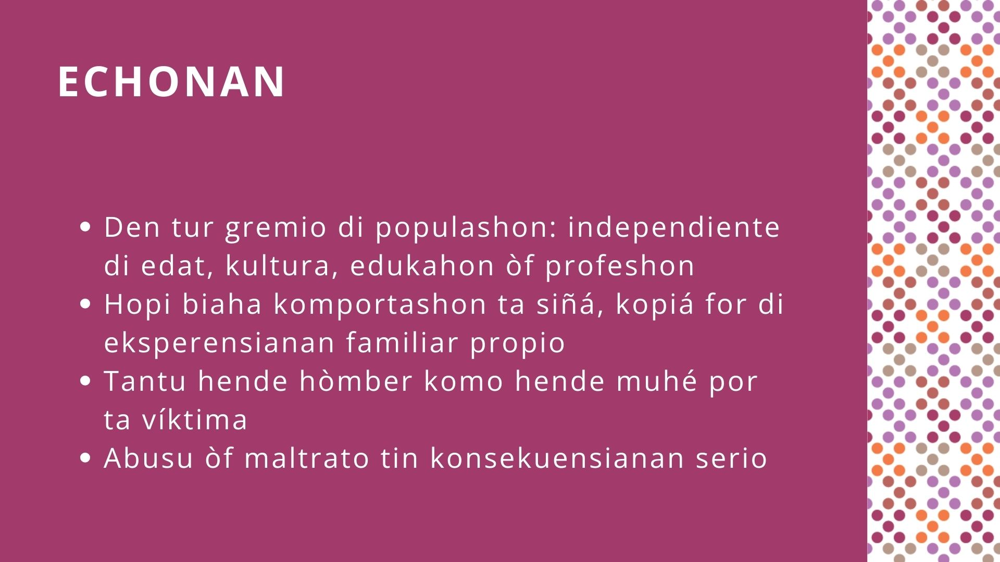 ECHONAN
• Den tur gremio di populashon: independiente
di edat, kultura, edukahon òf profeshon
• Hopi biaha komportashon ta siñá, kopiá for di
eksperensianan familiar propio
• Tantu hende hòmber komo hende muhé por
ta víktima
• Abusu òf maltrato tin konsekuensianan serio